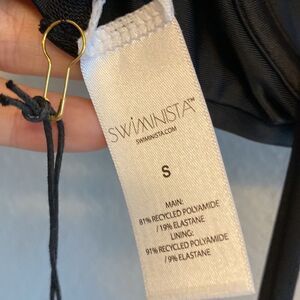 SWIMINISTA™
SWIMINISTA.COM
S
MAIN:
81% RECYCLED POLYAMIDE
/ 19% ELASTANE
LINING:
91% RECYCLED POLYAMIDE
/ 9% ELASTANE